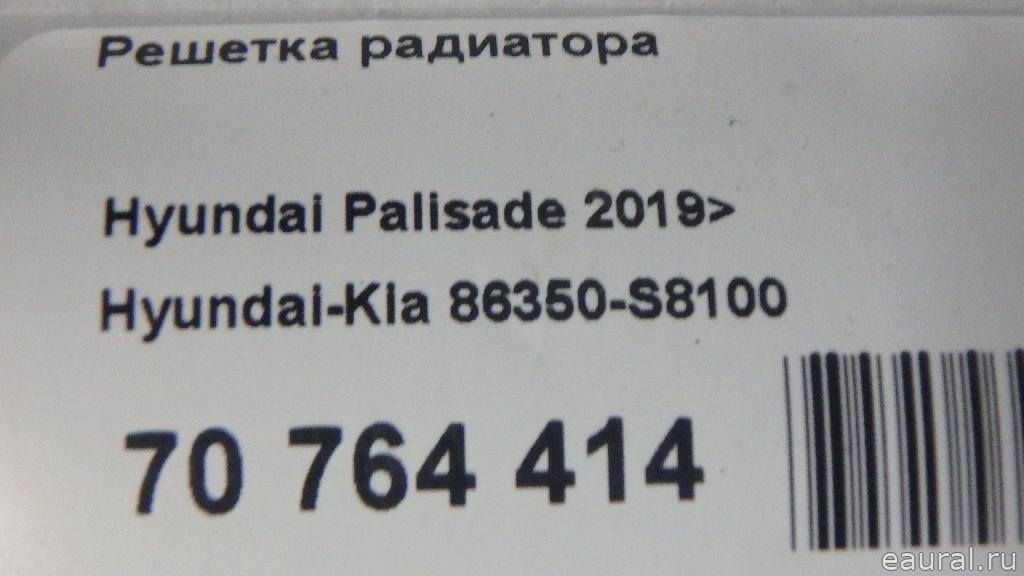 Решетка радиатора
Hyundai Palisade 2019>
Hyundai-Kia 86350-S8100
70 764 414
eaural.ru